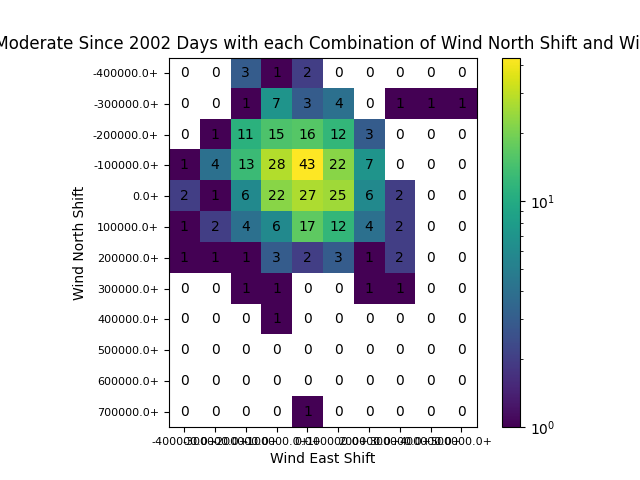 Moderate Since 2002 Days with each Combination of Wind North Shift and Wi
-400000.0+ 0 0 3 1 2 0 0 0 0 0
-300000.0+ 0 0 1 7 3 4 0 1 1 1
-200000.0+ 0 1 11 15 16 12 3 0 0 0
-100000.0+ 1 4 13 28 43 22 7 0 0 0
0.0+ 2 1 6 22 27 25 6 2 0 0
100000.0+ 1 2 4 6 17 12 4 2 0 0
200000.0+ 1 1 1 3 2 3 1 2 0 0
300000.0+ 0 0 1 1 0 0 1 1 0 0
400000.0+ 0 0 0 1 0 0 0 0 0 0
500000.0+ 0 0 0 0 0 0 0 0 0 0
600000.0+ 0 0 0 0 0 0 0 0 0 0
700000.0+ 0 0 0 0 1 0 0 0 0 0
Wind North Shift
Wind East Shift
10^1
10^0